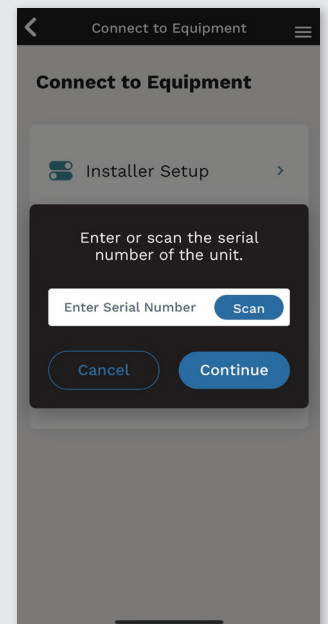 Connect to Equipment
Connect to Equipment
Installer Setup
Enter or scan the serial
number of the unit.
Enter Serial Number Scan
Cancel Continue